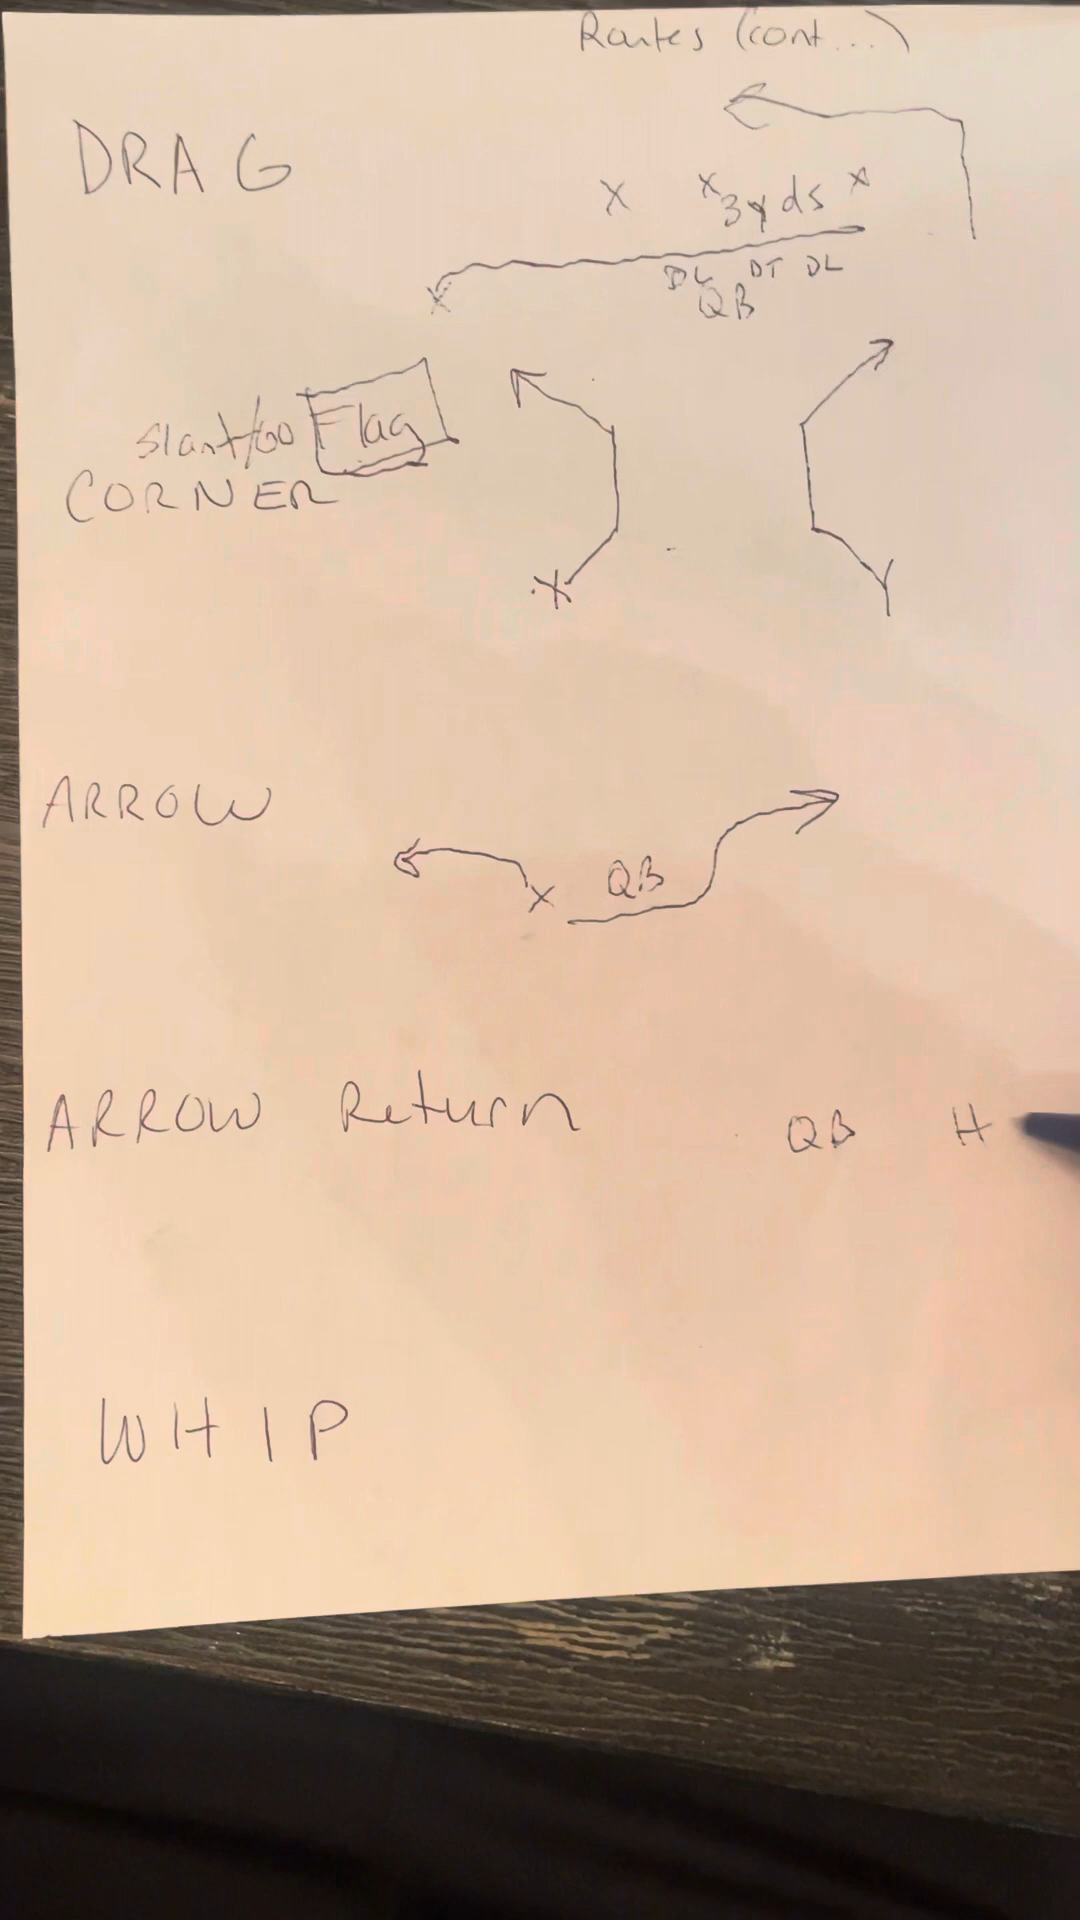 Routes (cont...)
DRAG
X X 3yds X
DL DT DL
X QB
slant/Go Flag
CORNER
X Y
ARROW
X QB
ARROW Return QB H
WHIP